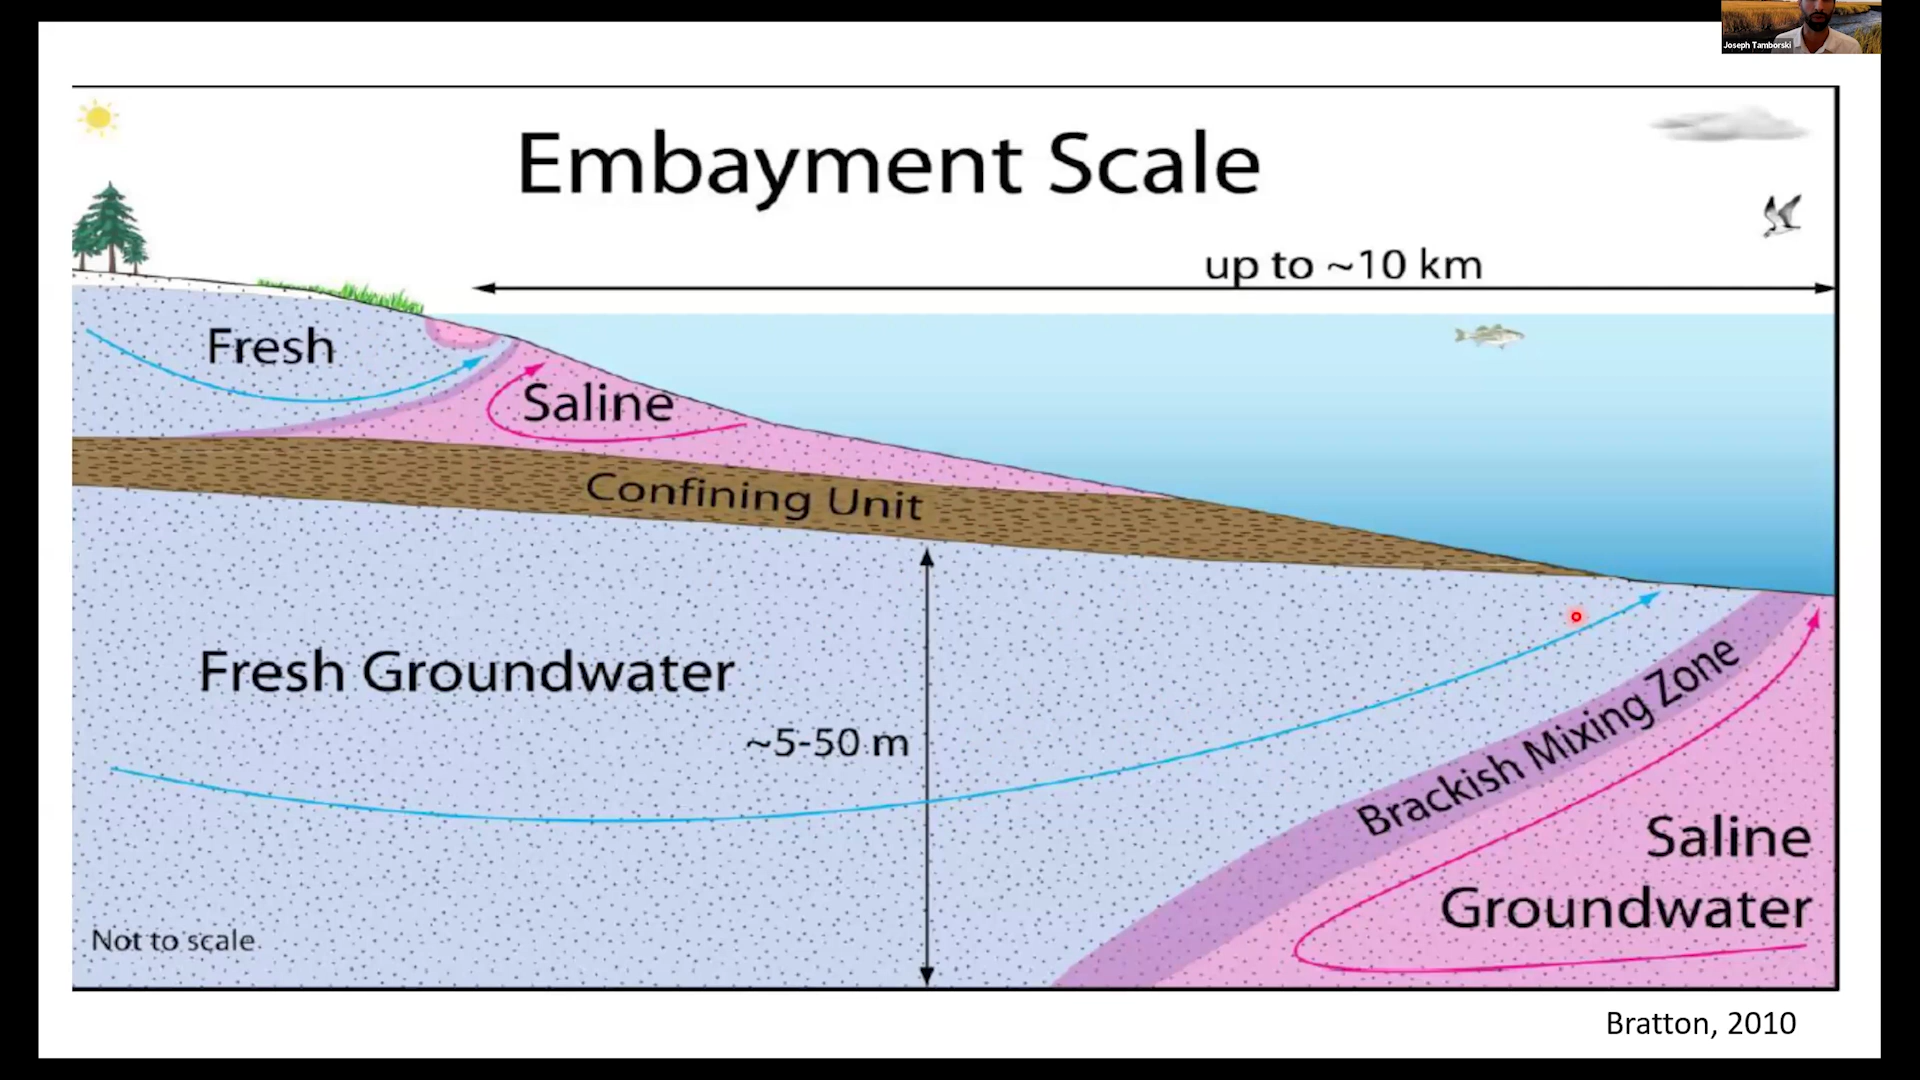 Joseph Tamborski
Embayment Scale
up to ~10 km
Fresh
Saline
Confining Unit
Fresh Groundwater
~5-50 m
Brackish Mixing Zone
Saline
Groundwater
Not to scale
Bratton, 2010